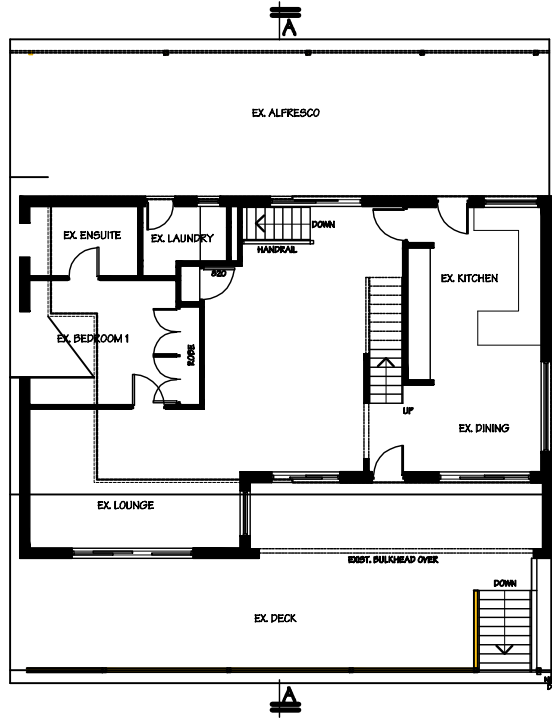 A
EX. ALFRESCO
DOWN
EX. ENSUITE
EX. LAUNDRY
HANDRAIL
820
EX. KITCHEN
EX. BEDROOM 1
ROBE
UP
EX. DINING
EX. LOUNGE
EXIST. BULKHEAD OVER
DOWN
EX. DECK
A